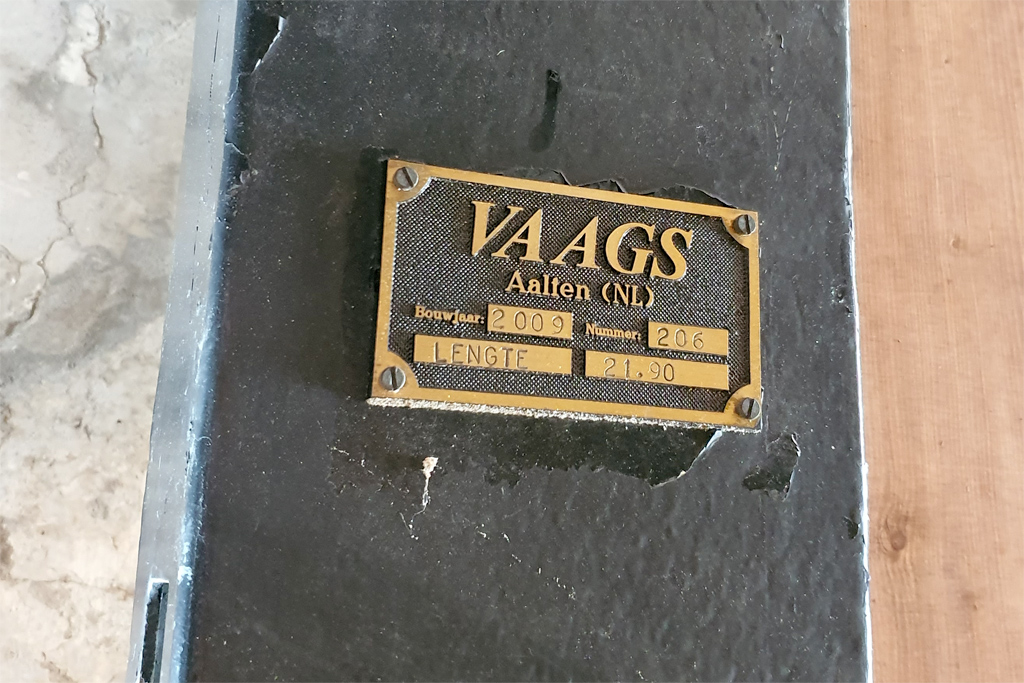 VAAGS
Aalten (NL)
Bouwjaar: 2009 Nummer: 206
LENGTE 21.90